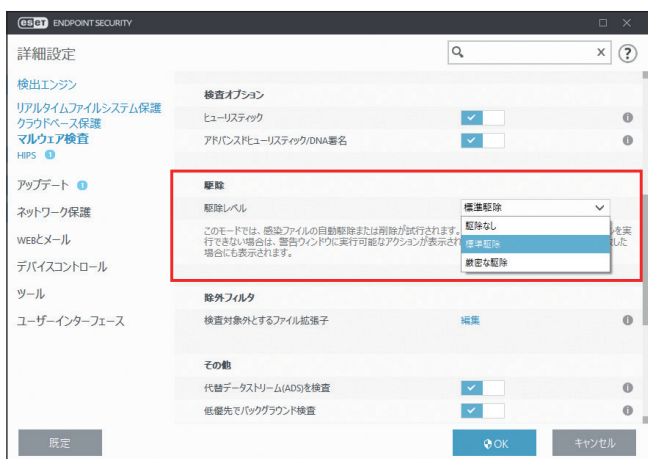 eset ENDPOINT SECURITY
詳細設定
検出エンジン
リアルタイムファイルシステム保護
クラウドベース保護
マルウェア検査
HIPS 1
アップデート 1
ネットワーク保護
WEBとメール
デバイスコントロール
ツール
ユーザーインターフェース
検査オプション
ヒューリスティック
アドバンスドヒューリスティック/DNA署名
駆除
駆除レベル 標準駆除
このモードでは、感染ファイルの自動駆除または削除が試行されます。
行できない場合は、警告ウィンドウに実行可能なアクションが表示され
場合にも表示されます。
駆除なし
標準駆除
厳密な駆除
除外フィルタ
検査対象外とするファイル拡張子 編集
その他
代替データストリーム(ADS)を検査
低優先でバックグラウンド検査
既定 OK キャンセル